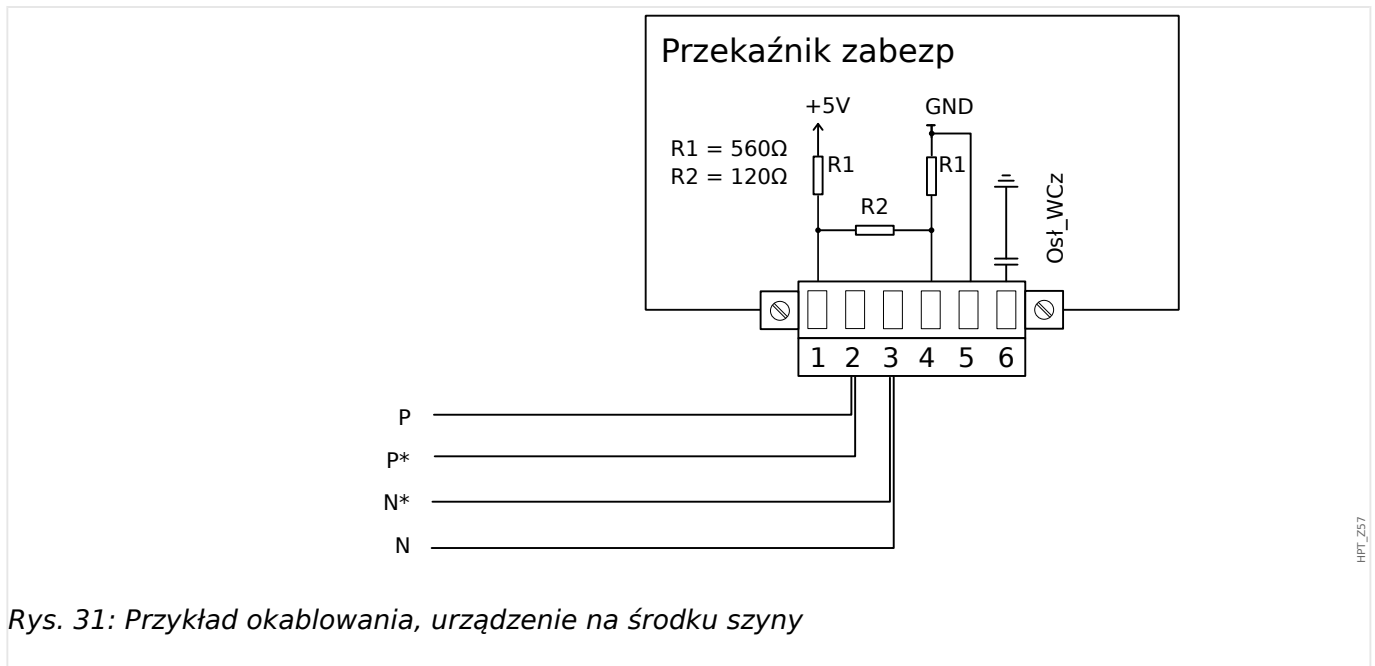 Przekaźnik zabezp
+5V GND
R1 = 560Ω
R2 = 120Ω
R1 R1
R2
Osł_WCz
1 2 3 4 5 6
P
P*
N*
N
HPT_Z57
Rys. 31: Przykład okablowania, urządzenie na środku szyny